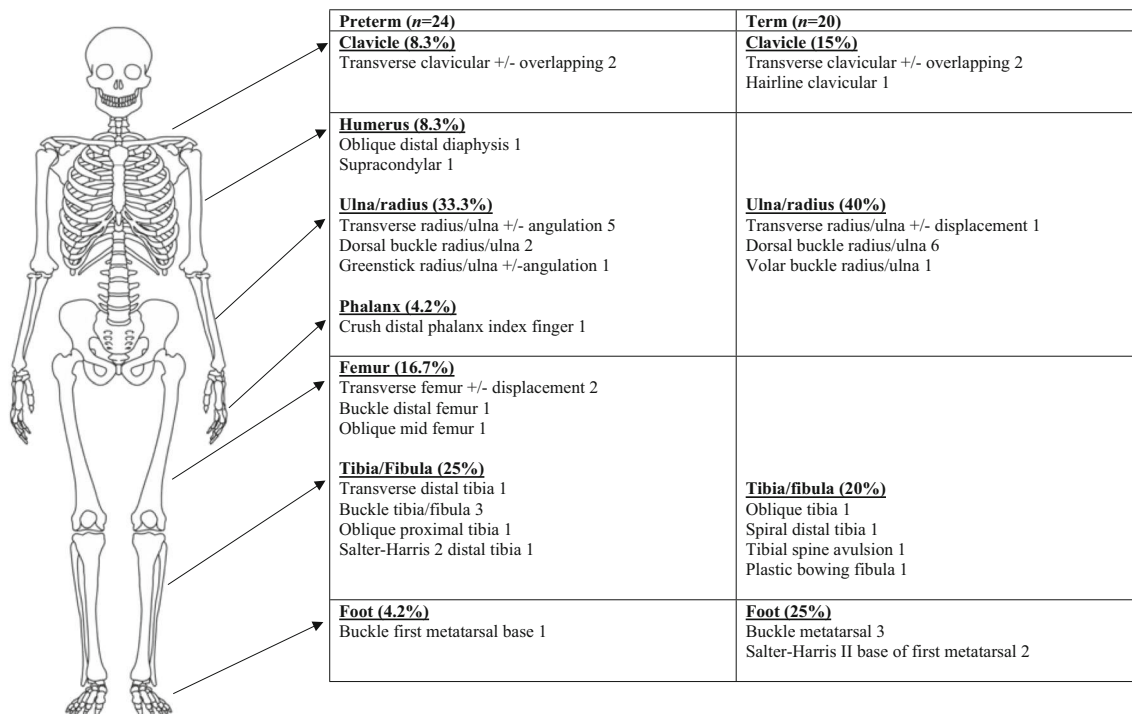 Preterm (n=24)
Term (n=20)
Clavicle (8.3%)
Transverse clavicular +/- overlapping 2
Clavicle (15%)
Transverse clavicular +/- overlapping 2
Hairline clavicular 1
Humerus (8.3%)
Oblique distal diaphysis 1
Supracondylar 1
Ulna/radius (33.3%)
Transverse radius/ulna +/- angulation 5
Dorsal buckle radius/ulna 2
Greenstick radius/ulna +/-angulation 1
Phalanx (4.2%)
Crush distal phalanx index finger 1
Ulna/radius (40%)
Transverse radius/ulna +/- displacement 1
Dorsal buckle radius/ulna 6
Volar buckle radius/ulna 1
Femur (16.7%)
Transverse femur +/- displacement 2
Buckle distal femur 1
Oblique mid femur 1
Tibia/Fibula (25%)
Transverse distal tibia 1
Buckle tibia/fibula 3
Oblique proximal tibia 1
Salter-Harris 2 distal tibia 1
Tibia/fibula (20%)
Oblique tibia 1
Spiral distal tibia 1
Tibial spine avulsion 1
Plastic bowing fibula 1
Foot (4.2%)
Buckle first metatarsal base 1
Foot (25%)
Buckle metatarsal 3
Salter-Harris II base of first metatarsal 2